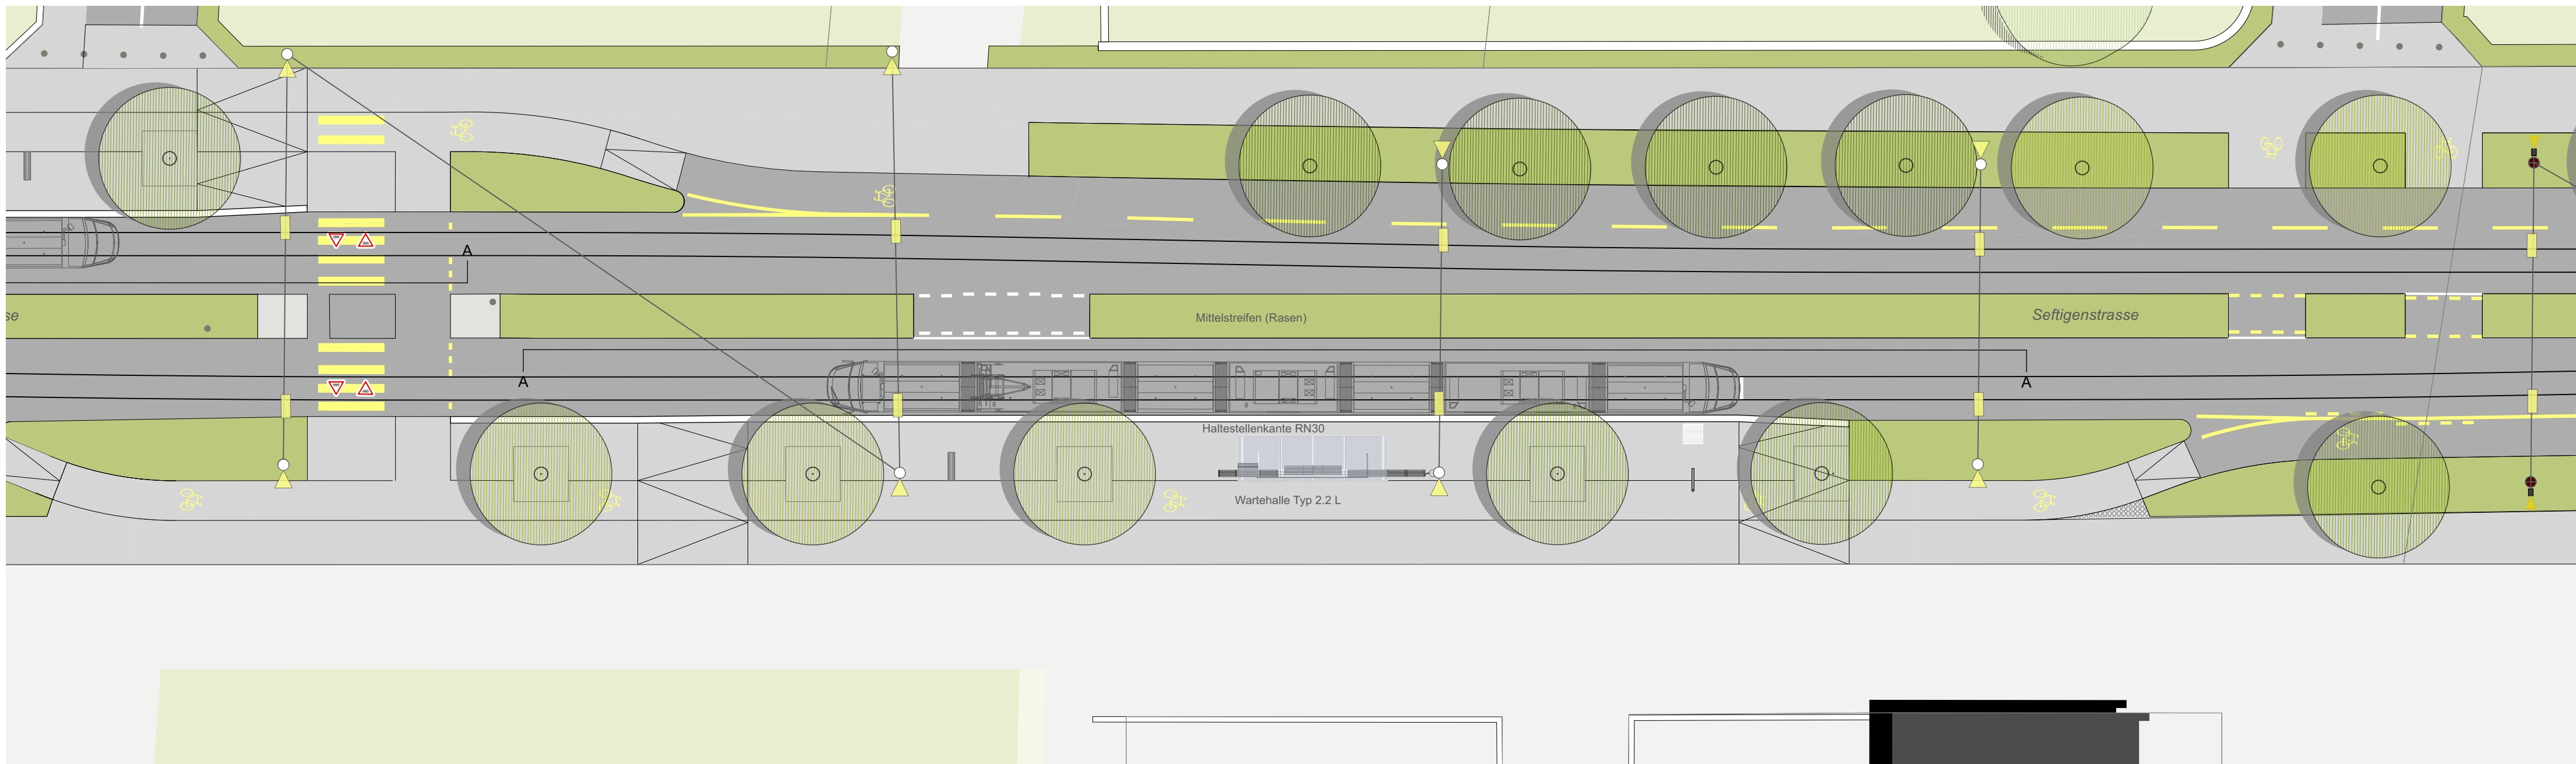 A
se
Mittelstreifen (Rasen)
Seftigenstrasse
A
A
Haltestellenkante RN30
Wartehalle Typ 2.2 L